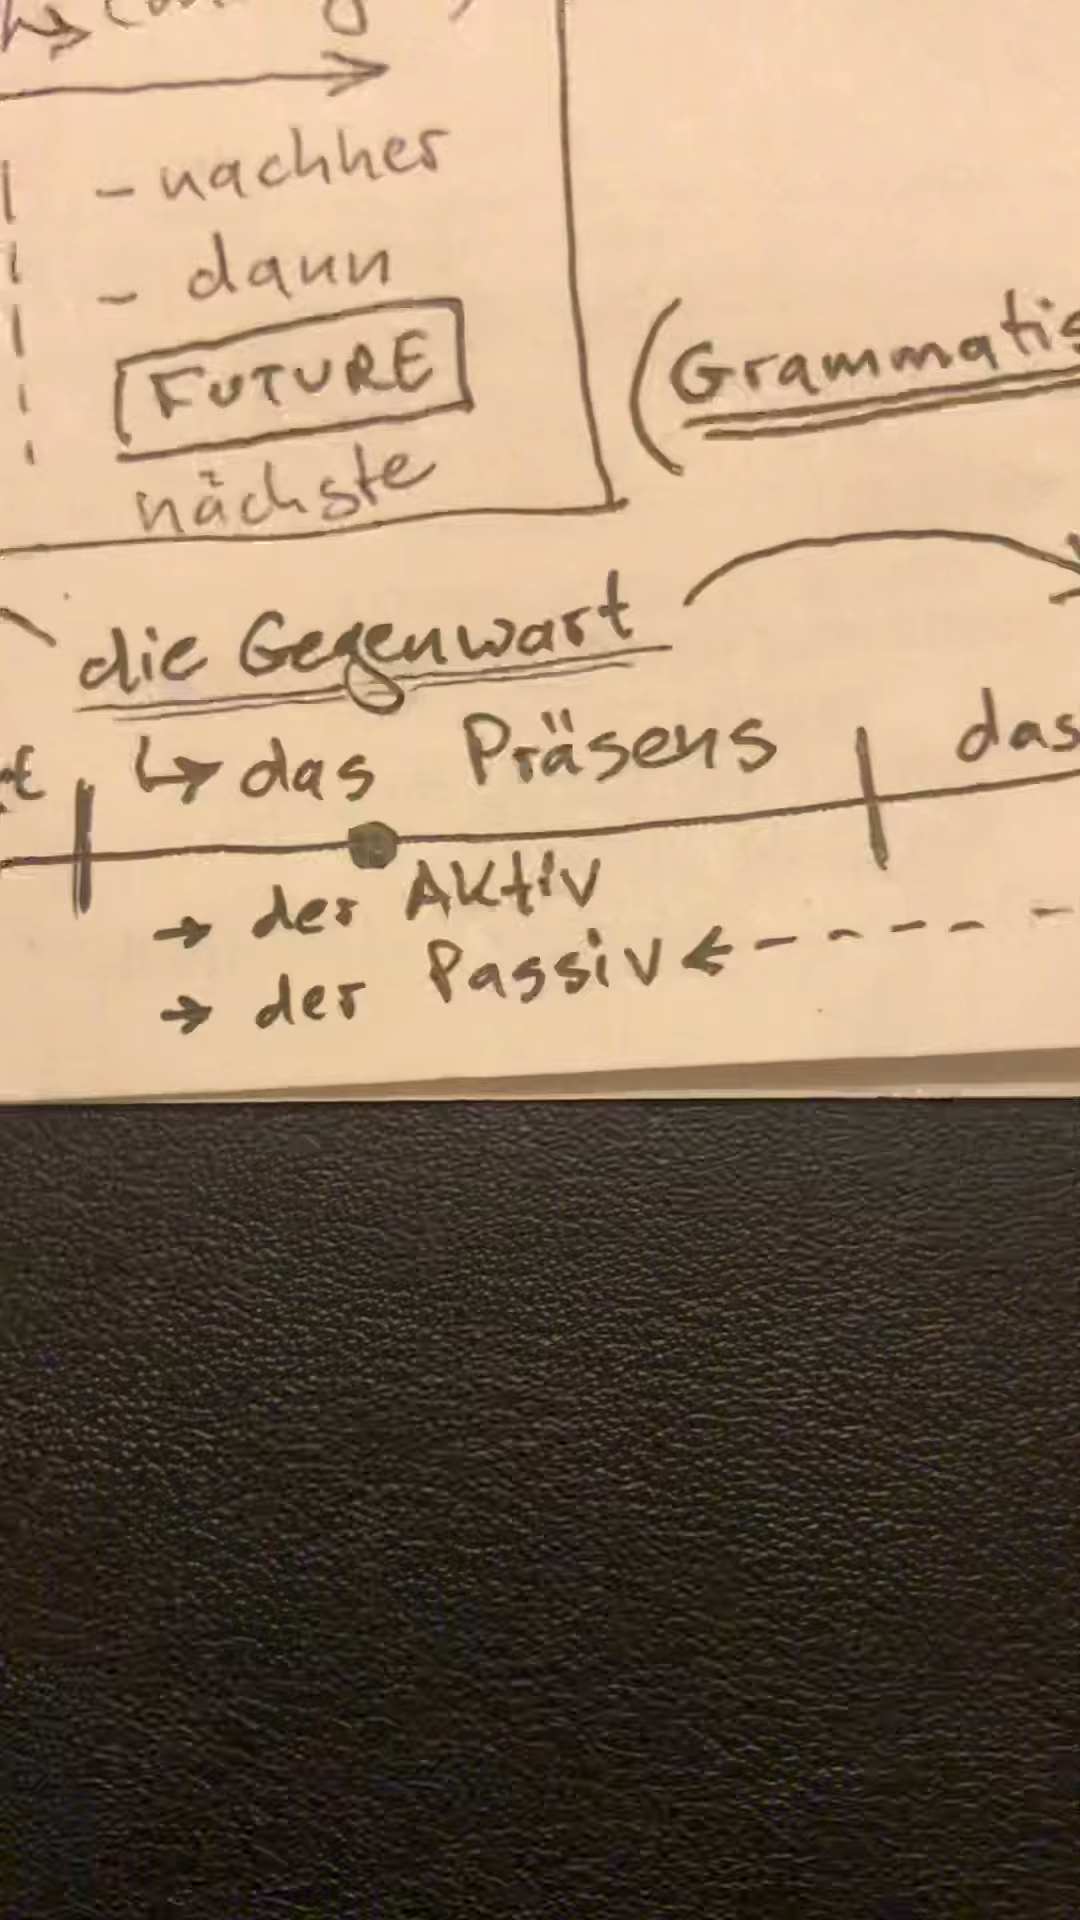 - nachher
- dann
FUTURE
nächste
(Grammatis
die Gegenwart
↳ das Präsens
das
→ der Aktiv
→ der Passiv ←